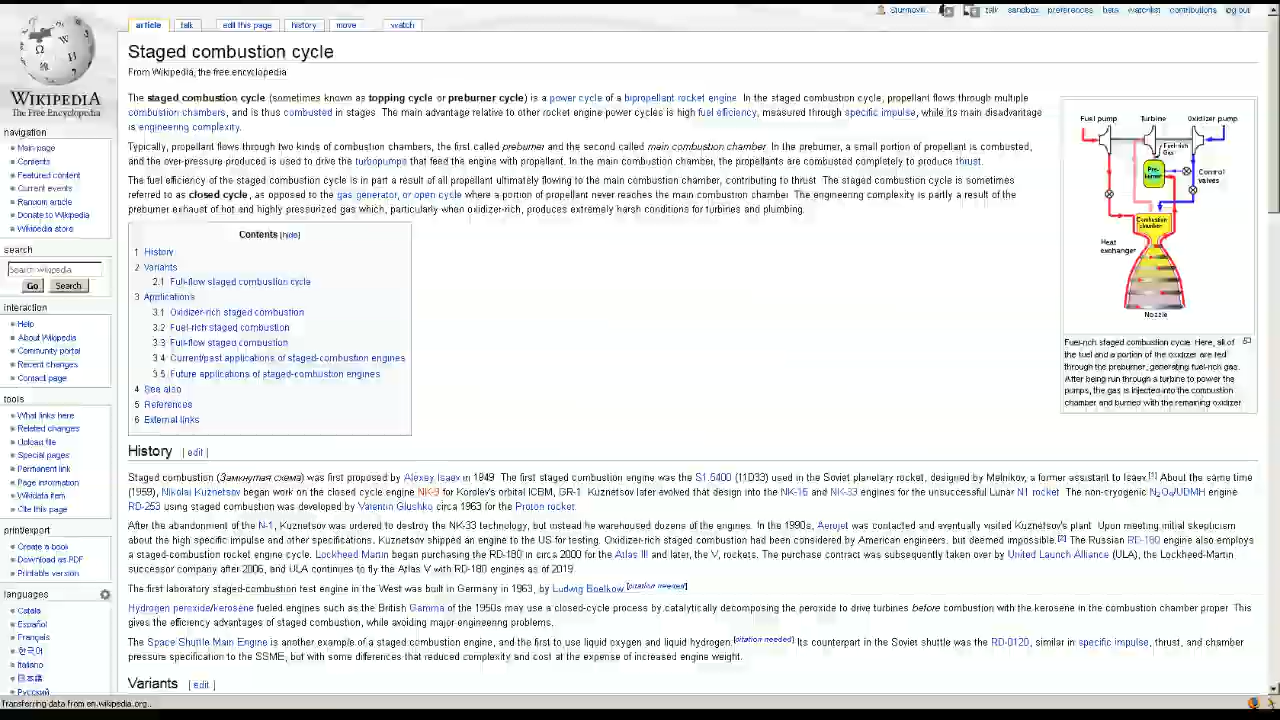 article talk edit this page history move watch
talk sandbox preferences beta watchlist contributions log out
Staged combustion cycle
From Wikipedia, the free encyclopedia
WIKIPEDIA
The Free Encyclopedia
navigation
Main page
Contents
Featured content
Current events
Random article
Donate to Wikipedia
Wikipedia store
search
Search Wikipedia
Go Search
interaction
Help
About Wikipedia
Community portal
Recent changes
Contact page
tools
What links here
Related changes
Upload file
Special pages
Permanent link
Page information
Wikidata item
Cite this page
print/export
Create a book
Download as PDF
Printable version
languages
Català
Español
Français
한국어
Italiano
日本語
Русский
The staged combustion cycle (sometimes known as topping cycle or preburner cycle) is a power cycle of a bipropellant rocket engine. In the staged combustion cycle, propellant flows through multiple
combustion chambers, and is thus combusted in stages. The main advantage relative to other rocket engine power cycles is high fuel efficiency, measured through specific impulse, while its main disadvantage
is engineering complexity.
Typically, propellant flows through two kinds of combustion chambers, the first called preburner and the second called main combustion chamber. In the preburner, a small portion of propellant is combusted,
and the over-pressure produced is used to drive the turbopumps that feed the engine with propellant. In the main combustion chamber, the propellants are combusted completely to produce thrust.
The fuel efficiency of the staged combustion cycle is in part a result of all propellant ultimately flowing to the main combustion chamber, contributing to thrust. The staged combustion cycle is sometimes
referred to as closed cycle, as opposed to the gas generator, or open cycle where a portion of propellant never reaches the main combustion chamber. The engineering complexity is partly a result of the
preburner exhaust of hot and highly pressurized gas which, particularly when oxidizer-rich, produces extremely harsh conditions for turbines and plumbing.
Contents [hide]
1 History
2 Variants
2.1 Full-flow staged combustion cycle
3 Applications
3.1 Oxidizer-rich staged combustion
3.2 Fuel-rich staged combustion
3.3 Full-flow staged combustion
3.4 Current/past applications of staged-combustion engines
3.5 Future applications of staged-combustion engines
4 See also
5 References
6 External links
Fuel pump Turbine Oxidizer pump
Fuel-rich
Gas
Pre-
burner
Control
valves
Combustion
chamber
Heat
exchanger
Nozzle
Fuel-rich staged combustion cycle. Here, all of
the fuel and a portion of the oxidizer are fed
through the preburner, generating fuel-rich gas.
After being run through a turbine to power the
pumps, the gas is injected into the combustion
chamber and burned with the remaining oxidizer
History [ edit ]
Staged combustion (Замкнутая схема) was first proposed by Alexey Isaev in 1949. The first staged combustion engine was the S1.5400 (11D33) used in the Soviet planetary rocket, designed by Melnikov, a former assistant to Isaev.[1] About the same time
(1959), Nikolai Kuznetsov began work on the closed cycle engine NK-9 for Korolev's orbital ICBM, GR-1. Kuznetsov later evolved that design into the NK-15 and NK-33 engines for the unsuccessful Lunar N1 rocket. The non-cryogenic N2O4/UDMH engine
RD-253 using staged combustion was developed by Valentin Glushko circa 1963 for the Proton rocket.
After the abandonment of the N-1, Kuznetsov was ordered to destroy the NK-33 technology, but instead he warehoused dozens of the engines. In the 1990s, Aerojet was contacted and eventually visited Kuznetsov's plant. Upon meeting initial skepticism
about the high specific impulse and other specifications, Kuznetsov shipped an engine to the US for testing. Oxidizer-rich staged combustion had been considered by American engineers, but deemed impossible.[2] The Russian RD-180 engine also employs
a staged-combustion rocket engine cycle. Lockheed Martin began purchasing the RD-180 in circa 2000 for the Atlas III and later, the V, rockets. The purchase contract was subsequently taken over by United Launch Alliance (ULA), the Lockheed-Martin
successor company after 2006, and ULA continues to fly the Atlas V with RD-180 engines as of 2019.
The first laboratory staged-combustion test engine in the West was built in Germany in 1963, by Ludwig Boelkow.[citation needed]
Hydrogen peroxide/kerosene fueled engines such as the British Gamma of the 1950s may use a closed-cycle process by catalytically decomposing the peroxide to drive turbines before combustion with the kerosene in the combustion chamber proper. This
gives the efficiency advantages of staged combustion, while avoiding major engineering problems.
The Space Shuttle Main Engine is another example of a staged combustion engine, and the first to use liquid oxygen and liquid hydrogen.[citation needed] Its counterpart in the Soviet shuttle was the RD-0120, similar in specific impulse, thrust, and chamber
pressure specification to the SSME, but with some differences that reduced complexity and cost at the expense of increased engine weight.
Variants [ edit ]
Transferring data from en.wikipedia.org...